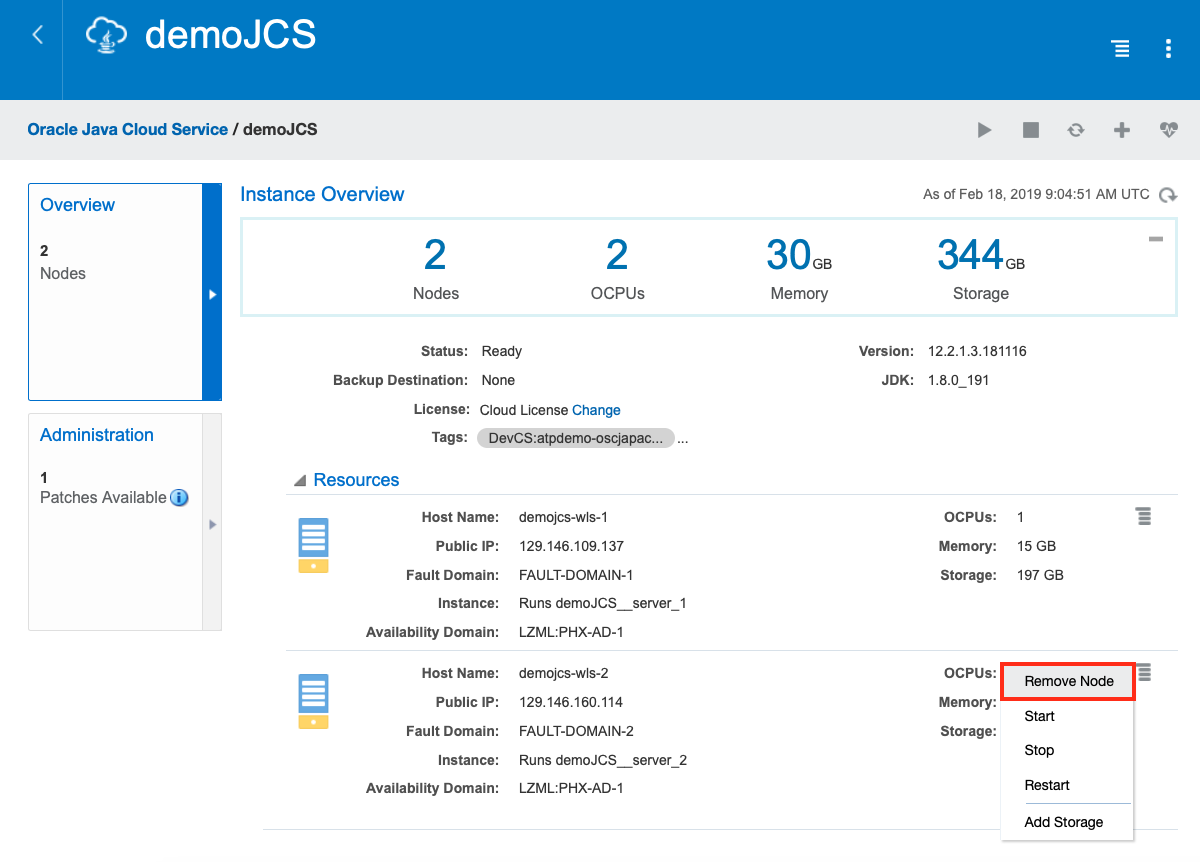 demoJCS
Oracle Java Cloud Service / demoJCS
Overview
2
Nodes
Administration
1
Patches Available
Instance Overview
As of Feb 18, 2019 9:04:51 AM UTC
2
Nodes
2
OCPUs
30 GB
Memory
344 GB
Storage
Status: Ready
Version: 12.2.1.3.181116
Backup Destination: None
JDK: 1.8.0_191
License: Cloud License Change
Tags: DevCS:atpdemo-oscjapac... ...
Resources
Host Name: demojcs-wls-1
OCPUs: 1
Public IP: 129.146.109.137
Memory: 15 GB
Fault Domain: FAULT-DOMAIN-1
Storage: 197 GB
Instance: Runs demoJCS__server_1
Availability Domain: LZML:PHX-AD-1
Host Name: demojcs-wls-2
OCPUs:
Public IP: 129.146.160.114
Memory:
Fault Domain: FAULT-DOMAIN-2
Storage:
Instance: Runs demoJCS__server_2
Availability Domain: LZML:PHX-AD-1
Remove Node
Start
Stop
Restart
Add Storage